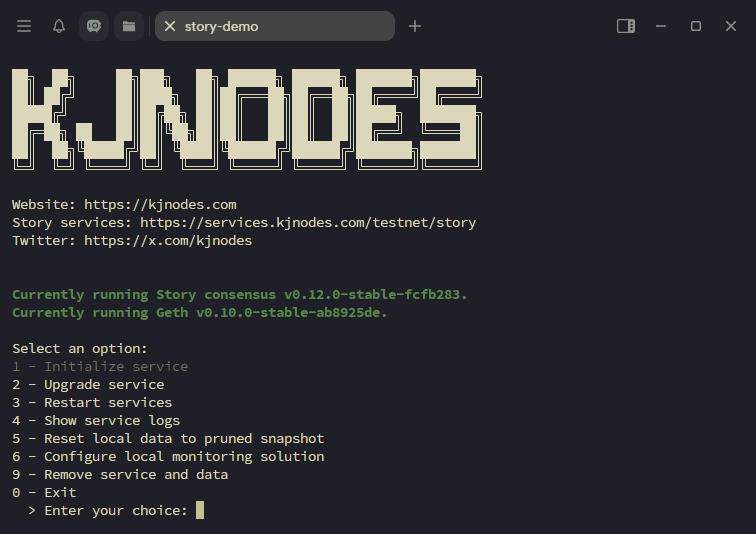 story-demo
KJNODES
Website: https://kjnodes.com
Story services: https://services.kjnodes.com/testnet/story
Twitter: https://x.com/kjnodes
Currently running Story consensus v0.12.0-stable-fcfb283.
Currently running Geth v0.10.0-stable-ab8925de.
Select an option:
1 - Initialize service
2 - Upgrade service
3 - Restart services
4 - Show service logs
5 - Reset local data to pruned snapshot
6 - Configure local monitoring solution
9 - Remove service and data
0 - Exit
> Enter your choice: